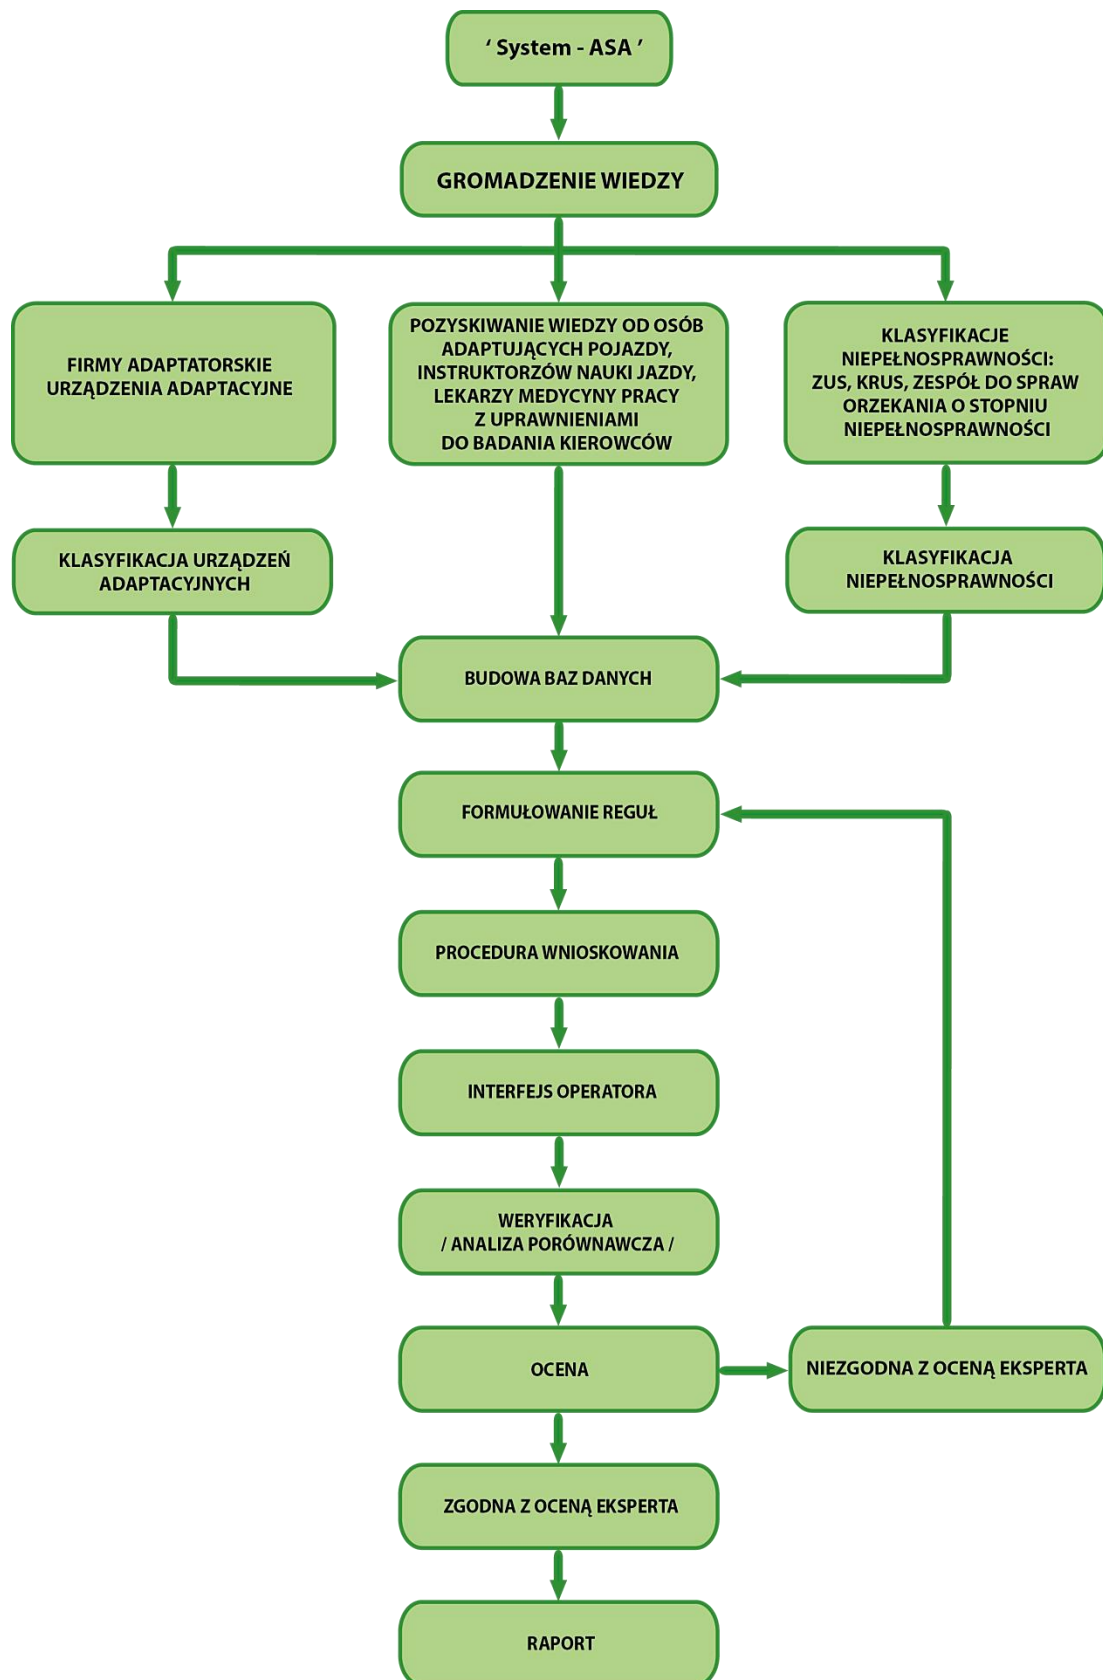 ‘ System - ASA ’
GROMADZENIE WIEDZY
FIRMY ADAPTATORSKIE
URZĄDZENIA ADAPTACYJNE
POZYSKIWANIE WIEDZY OD OSÓB
ADAPTUJĄCYCH POJAZDY,
INSTRUKTORZÓW NAUKI JAZDY,
LEKARZY MEDYCYNY PRACY
Z UPRAWNIENIAMI
DO BADANIA KIEROWCÓW
KLASYFIKACJE
NIEPEŁNOSPRAWNOŚCI:
ZUS, KRUS, ZESPÓŁ DO SPRAW
ORZEKANIA O STOPNIU
NIEPEŁNOSPRAWNOŚCI
KLASYFIKACJA URZĄDZEŃ
ADAPTACYJNYCH
KLASYFIKACJA
NIEPEŁNOSPRAWNOŚCI
BUDOWA BAZ DANYCH
FORMUŁOWANIE REGUŁ
PROCEDURA WNIOSKOWANIA
INTERFEJS OPERATORA
WERYFIKACJA
/ ANALIZA PORÓWNAWCZA /
OCENA
NIEZGODNA Z OCENĄ EKSPERTA
ZGODNA Z OCENĄ EKSPERTA
RAPORT